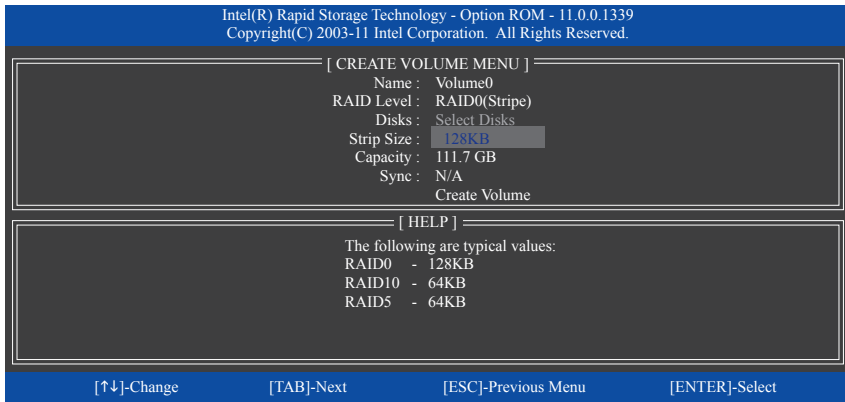 Intel(R) Rapid Storage Technology - Option ROM - 11.0.0.1339
Copyright(C) 2003-11 Intel Corporation. All Rights Reserved.
[ CREATE VOLUME MENU ]
Name : Volume0
RAID Level : RAID0(Stripe)
Disks : Select Disks
Strip Size : 128KB
Capacity : 111.7 GB
Sync : N/A
Create Volume
[ HELP ]
The following are typical values:
RAID0 - 128KB
RAID10 - 64KB
RAID5 - 64KB
[↑↓]-Change [TAB]-Next [ESC]-Previous Menu [ENTER]-Select